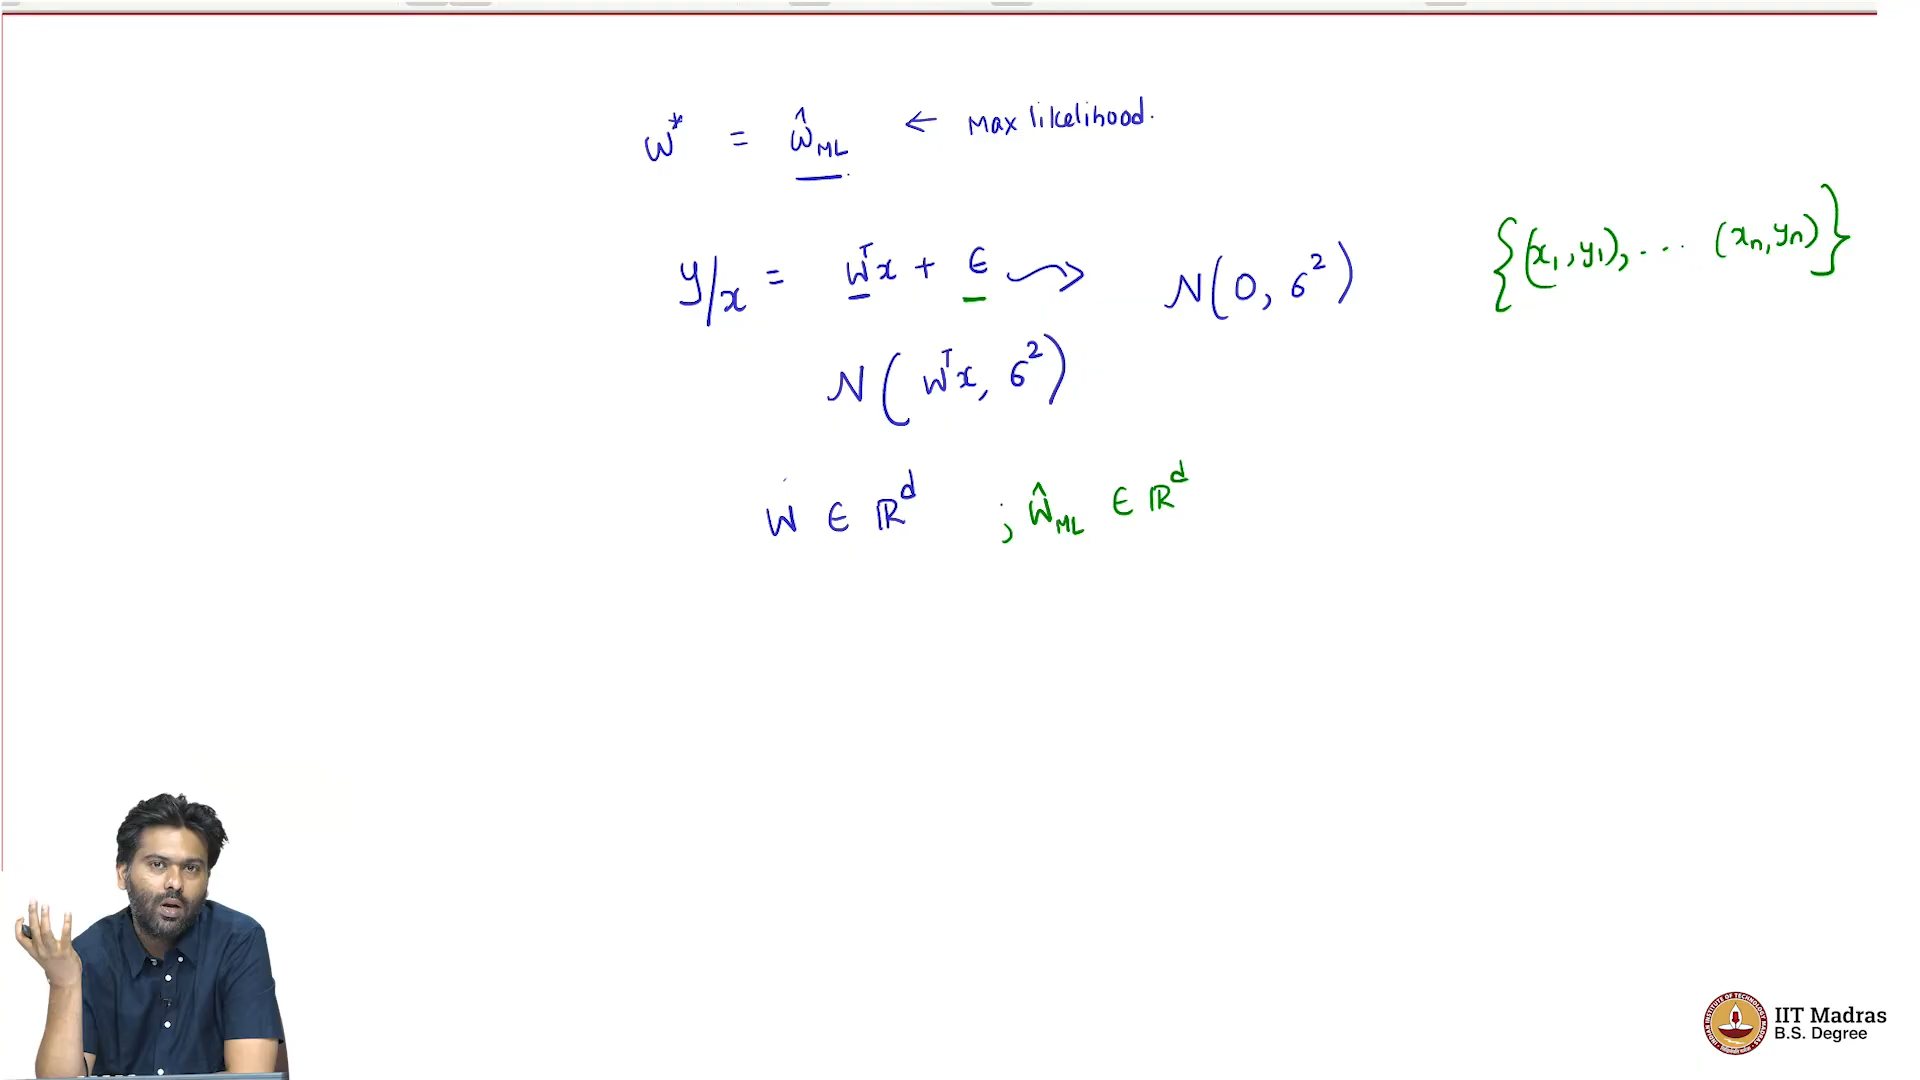 w* = ŵ_ML ← Max likelihood.
y/x = wᵀx + ϵ ⇝ N(0, σ²)
{(x₁, y₁), ... (xₙ, yₙ)}
N(wᵀx, σ²)
w ∈ ℝᵈ ; ŵ_ML ∈ ℝᵈ
IIT Madras
B.S. Degree